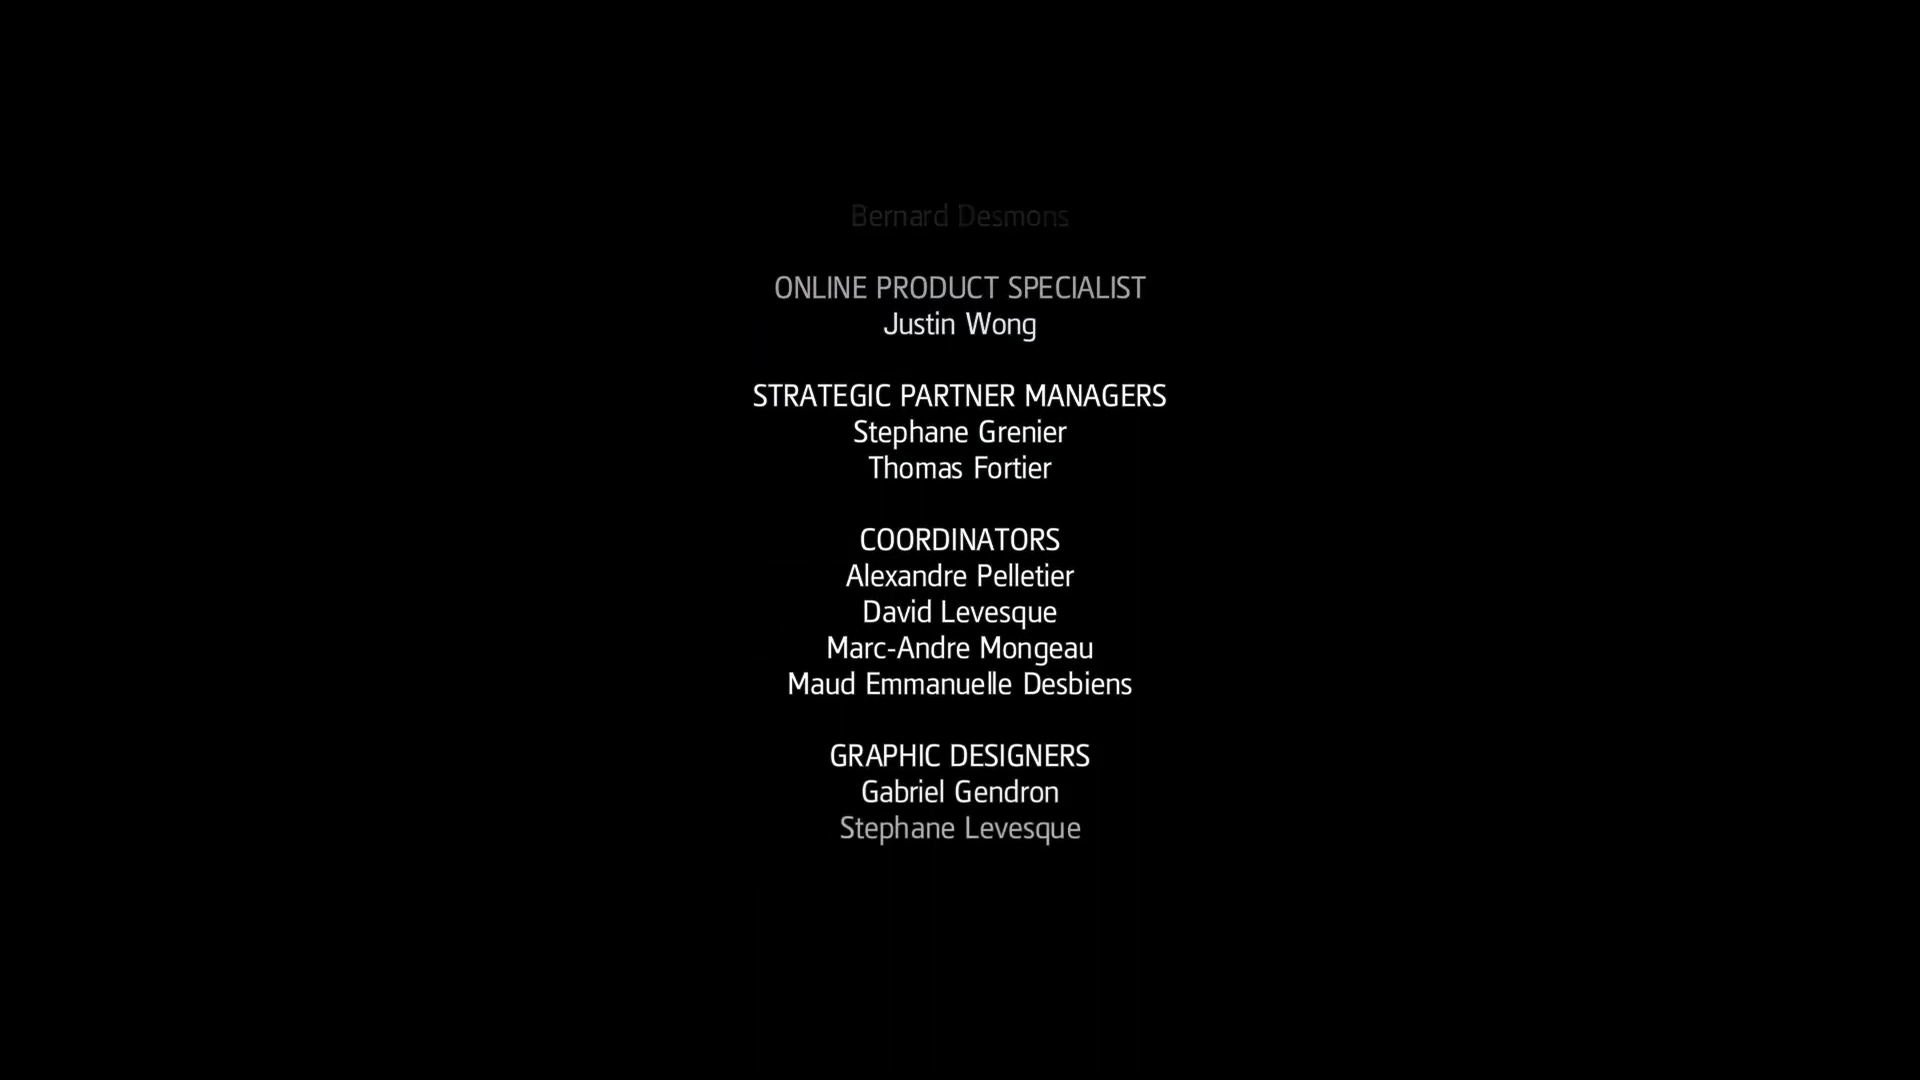 Bernard Desmons
ONLINE PRODUCT SPECIALIST
Justin Wong
STRATEGIC PARTNER MANAGERS
Stephane Grenier
Thomas Fortier
COORDINATORS
Alexandre Pelletier
David Levesque
Marc-Andre Mongeau
Maud Emmanuelle Desbiens
GRAPHIC DESIGNERS
Gabriel Gendron
Stephane Levesque